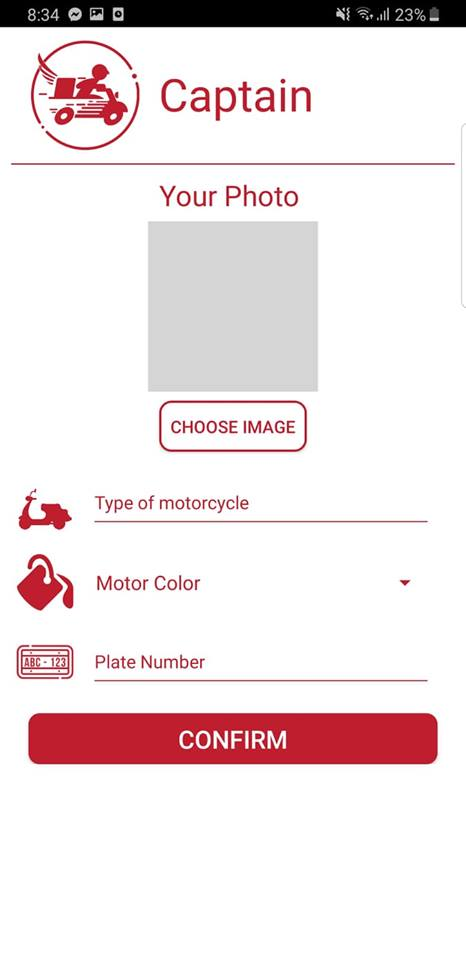 8:34
23%
Captain
Your Photo
CHOOSE IMAGE
Type of motorcycle
Motor Color
ABC - 123
Plate Number
CONFIRM